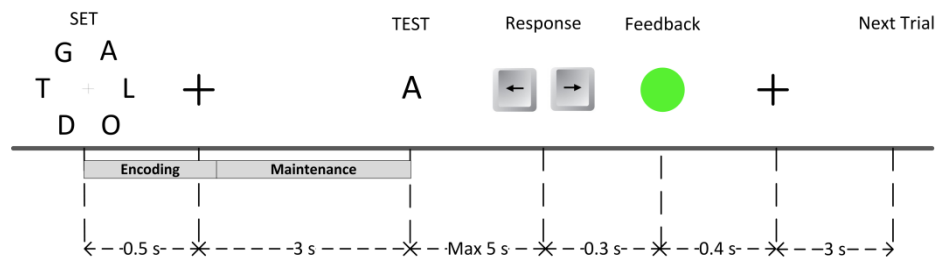 SET
TEST
Response
Feedback
Next Trial
G A
T L
D O
A
Encoding
Maintenance
0.5 s
3 s
Max 5 s
0.3 s
0.4 s
3 s